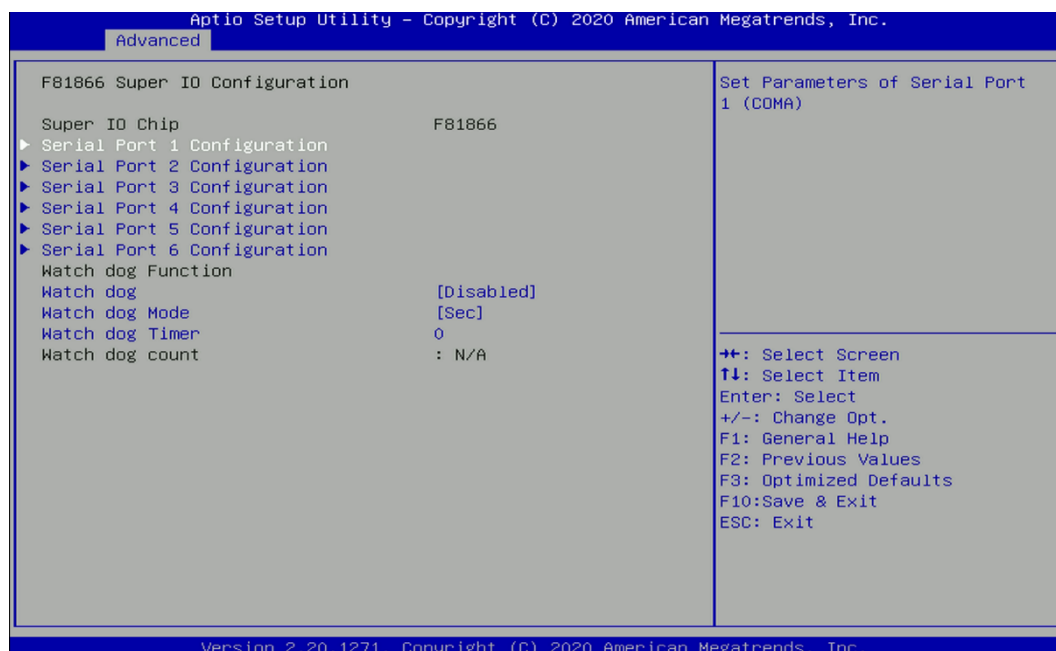 Aptio Setup Utility – Copyright (C) 2020 American Megatrends, Inc.
Advanced
F81866 Super IO Configuration
Super IO Chip F81866
Serial Port 1 Configuration
Serial Port 2 Configuration
Serial Port 3 Configuration
Serial Port 4 Configuration
Serial Port 5 Configuration
Serial Port 6 Configuration
Watch dog Function
Watch dog [Disabled]
Watch dog Mode [Sec]
Watch dog Timer 0
Watch dog count : N/A
Set Parameters of Serial Port
1 (COMA)
→←: Select Screen
↑↓: Select Item
Enter: Select
+/-: Change Opt.
F1: General Help
F2: Previous Values
F3: Optimized Defaults
F10:Save & Exit
ESC: Exit
Version 2.20.1271. Copyright (C) 2020 American Megatrends, Inc.